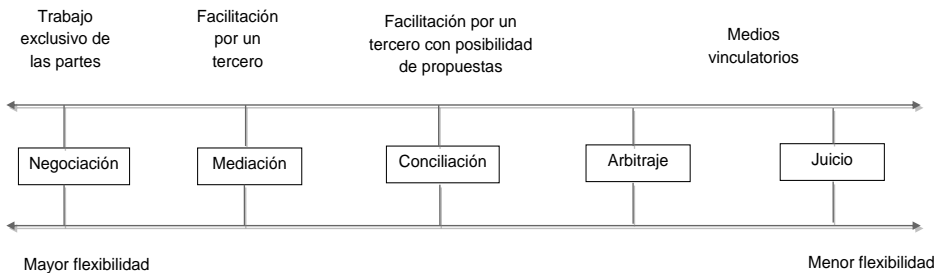 Trabajo
exclusivo de
las partes
Facilitación
por un
tercero
Facilitación por un
tercero con posibilidad
de propuestas
Medios
vinculatorios
Negociación
Mediación
Conciliación
Arbitraje
Juicio
Mayor flexibilidad
Menor flexibilidad